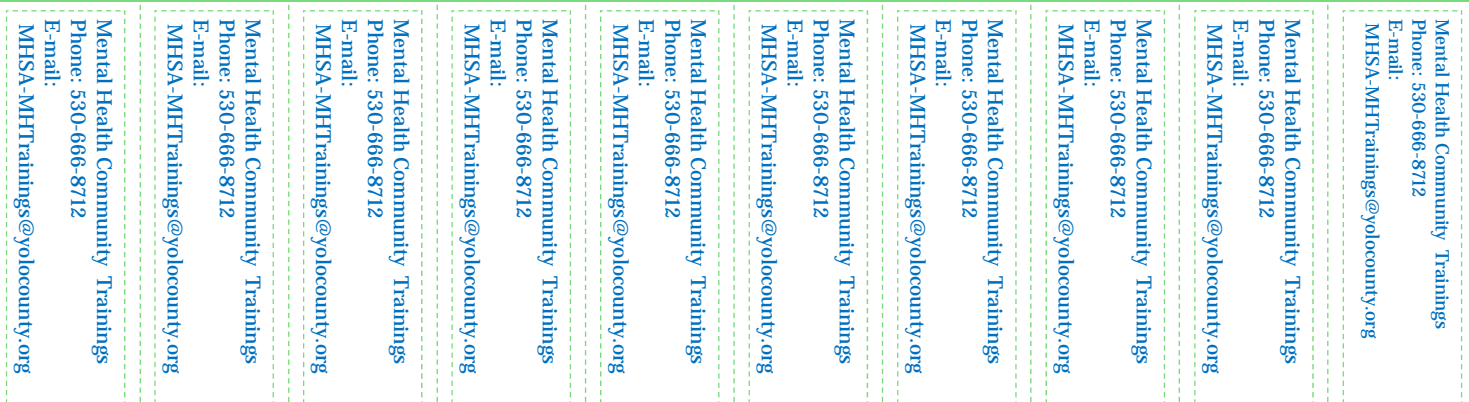 Mental Health Community Trainings
Phone: 530-666-8712
E-mail:
MHSA-MHTrainings@yolocounty.org
Mental Health Community Trainings
Phone: 530-666-8712
E-mail:
MHSA-MHTrainings@yolocounty.org
Mental Health Community Trainings
Phone: 530-666-8712
E-mail:
MHSA-MHTrainings@yolocounty.org
Mental Health Community Trainings
Phone: 530-666-8712
E-mail:
MHSA-MHTrainings@yolocounty.org
Mental Health Community Trainings
Phone: 530-666-8712
E-mail:
MHSA-MHTrainings@yolocounty.org
Mental Health Community Trainings
Phone: 530-666-8712
E-mail:
MHSA-MHTrainings@yolocounty.org
Mental Health Community Trainings
Phone: 530-666-8712
E-mail:
MHSA-MHTrainings@yolocounty.org
Mental Health Community Trainings
Phone: 530-666-8712
E-mail:
MHSA-MHTrainings@yolocounty.org
Mental Health Community Trainings
Phone: 530-666-8712
E-mail:
MHSA-MHTrainings@yolocounty.org
Mental Health Community Trainings
Phone: 530-666-8712
E-mail:
MHSA-MHTrainings@yolocounty.org